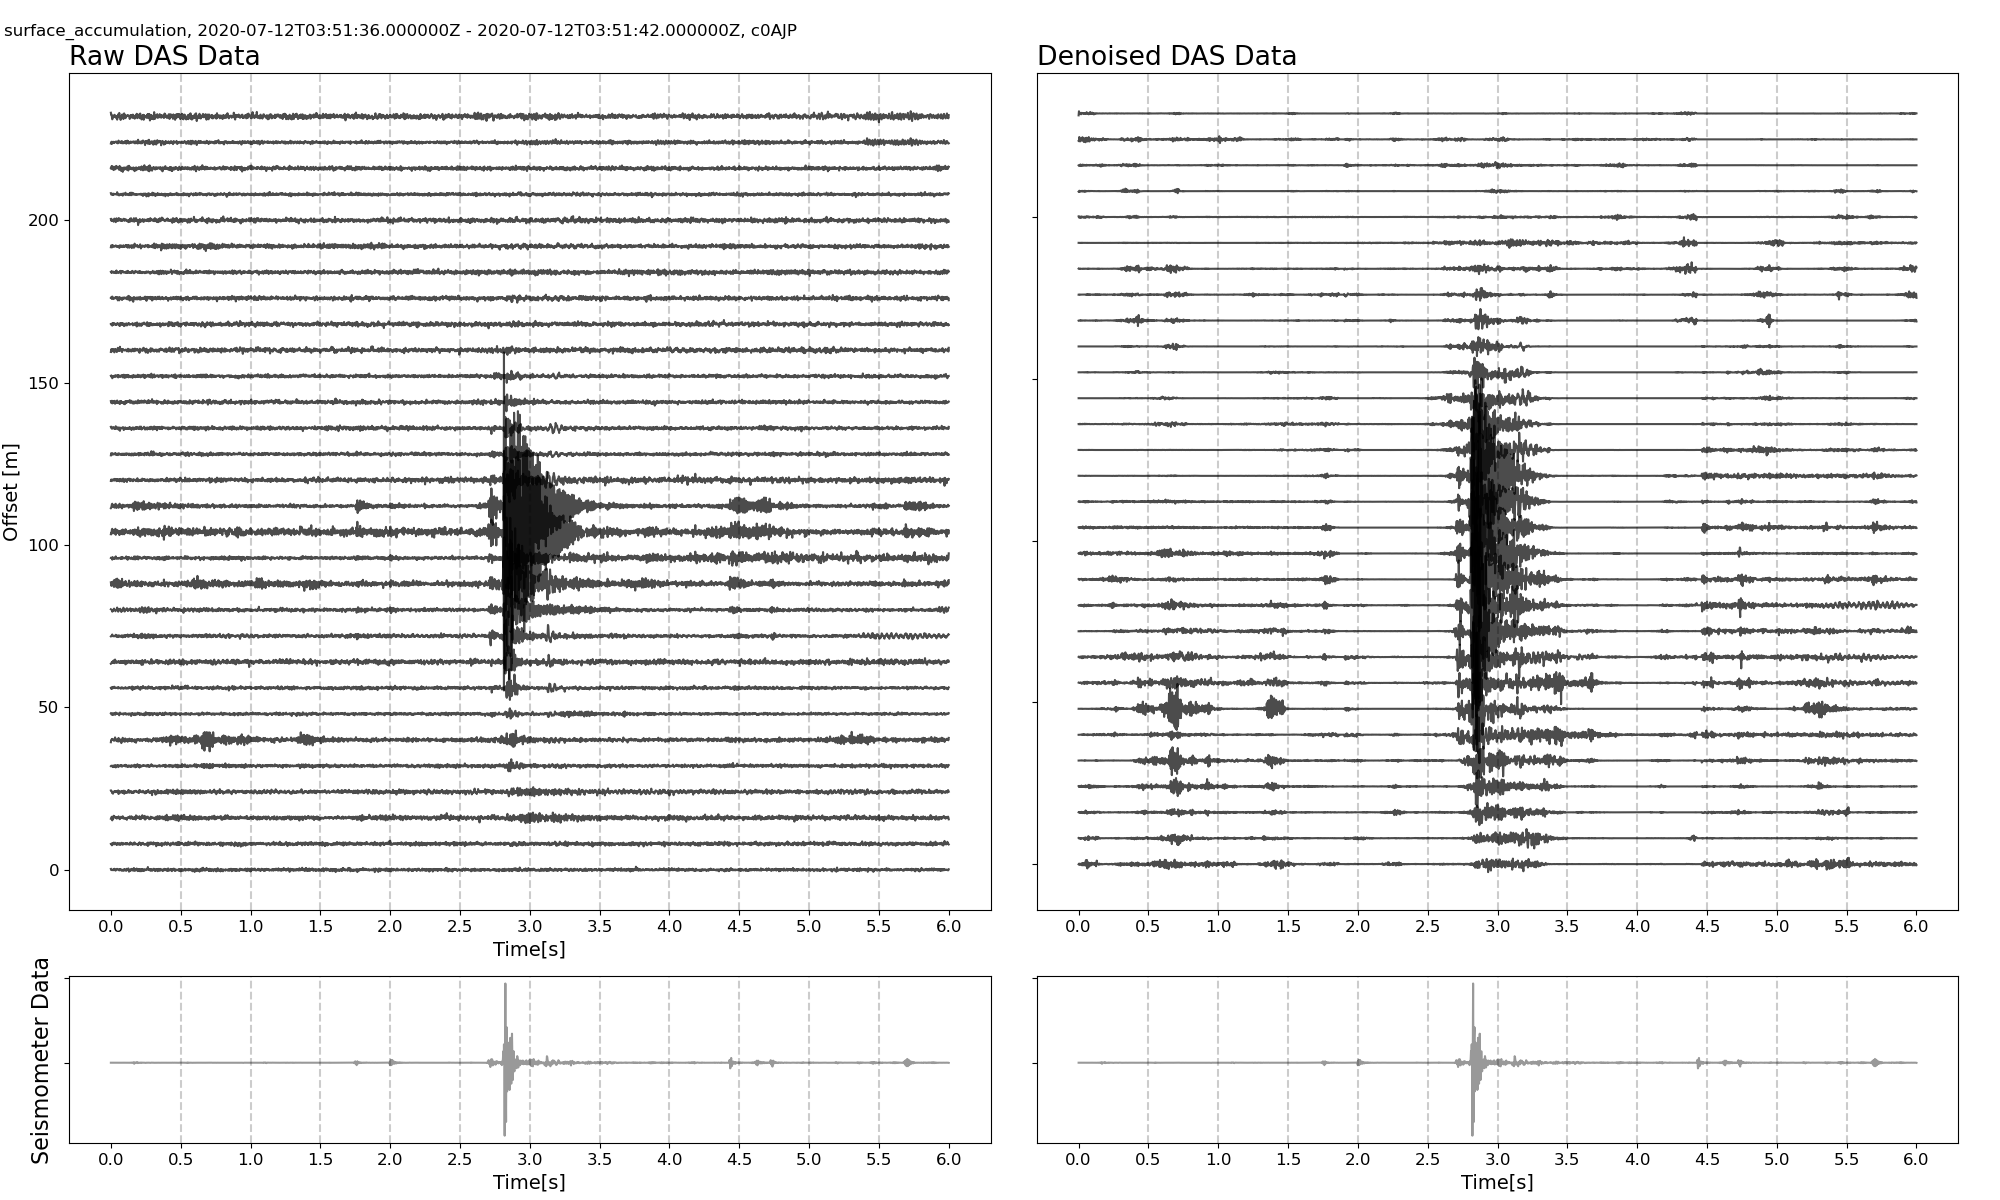 surface_accumulation, 2020-07-12T03:51:36.000000Z - 2020-07-12T03:51:42.000000Z, c0AJP
Raw DAS Data
Denoised DAS Data
Offset [m]
200
150
100
50
0
0.0 0.5 1.0 1.5 2.0 2.5 3.0 3.5 4.0 4.5 5.0 5.5 6.0
Time[s]
0.0 0.5 1.0 1.5 2.0 2.5 3.0 3.5 4.0 4.5 5.0 5.5 6.0
Seismometer Data
0.0 0.5 1.0 1.5 2.0 2.5 3.0 3.5 4.0 4.5 5.0 5.5 6.0
Time[s]
0.0 0.5 1.0 1.5 2.0 2.5 3.0 3.5 4.0 4.5 5.0 5.5 6.0
Time[s]